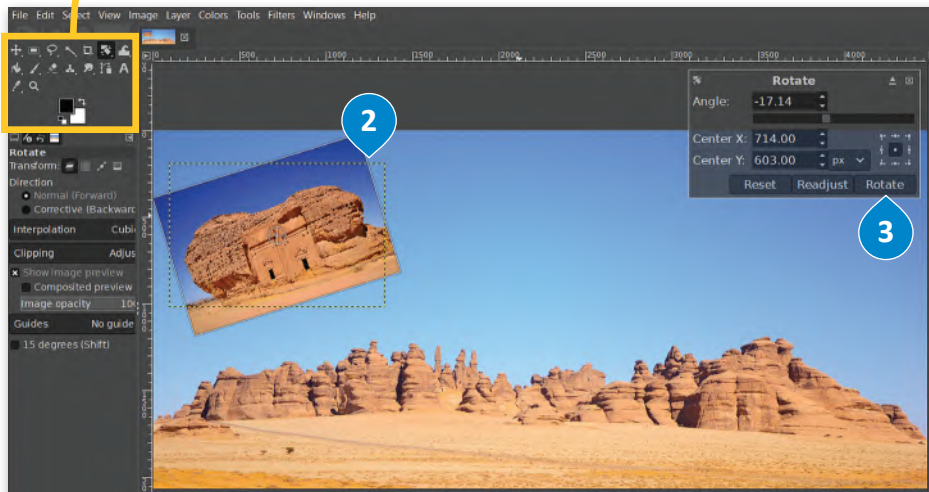 File Edit Select View Image Layer Colors Tools Filters Windows Help
0 500 1000 1500 2000 2500 3000 3500 4000
A
2
Rotate
Angle: -17.14
Center X: 714.00
Center Y: 603.00 px
Reset Readjust Rotate
3
Rotate
Transform:
Direction
Normal (Forward)
Corrective (Backward
Interpolation Cubi
Clipping Adjus
Show image preview
Composited preview
Image opacity 10
Guides No guide
15 degrees (Shift)